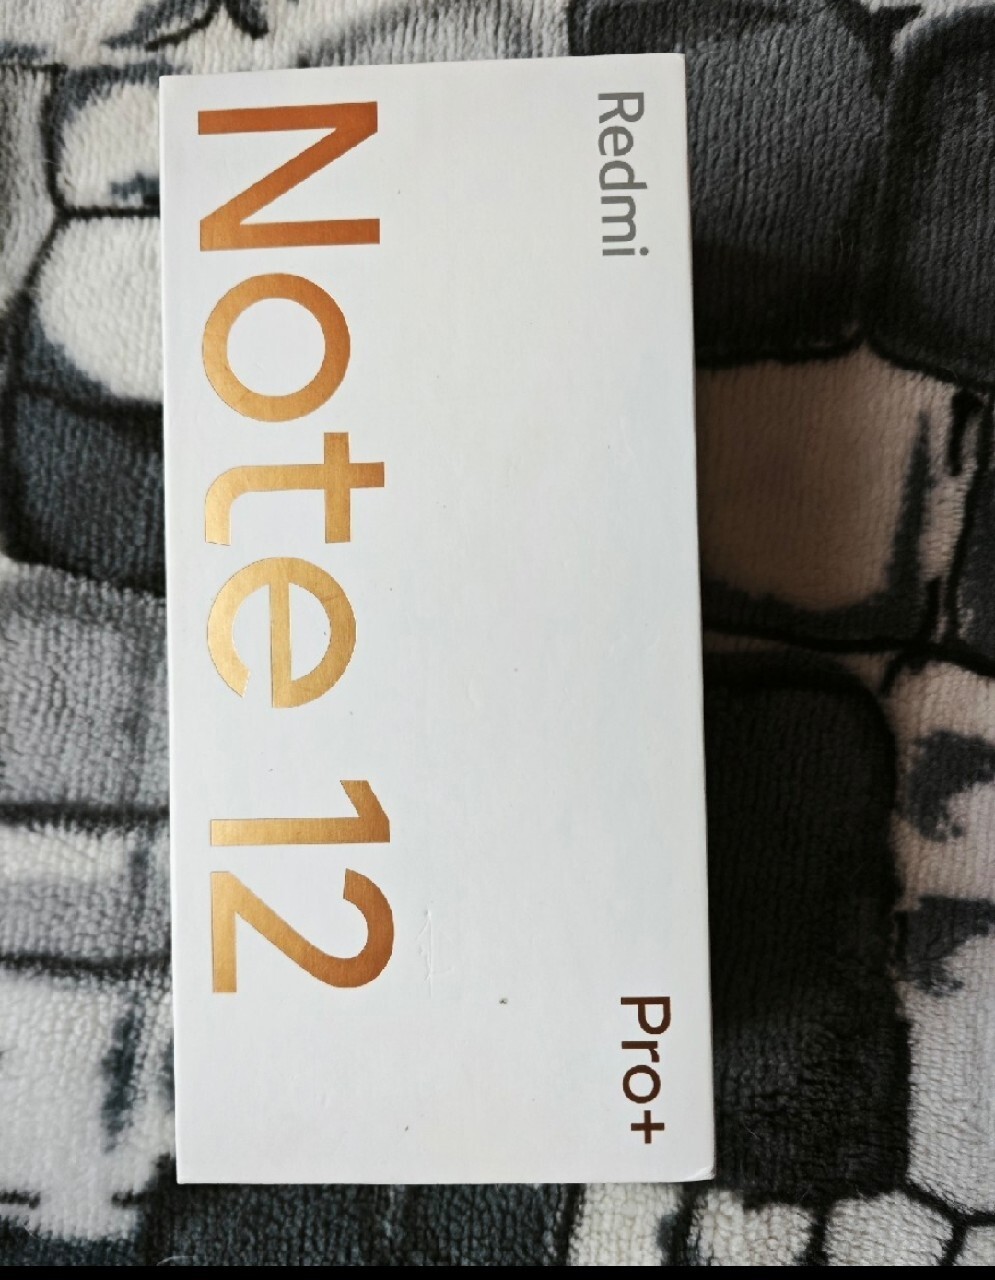 Redmi
Note 12
Pro+